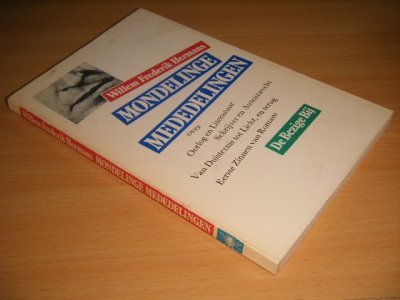 Willem Frederik Hermans
MONDELINGE
MEDEDELINGEN
over
Oorlog en Literatuur
Schrijver en Auteursrecht
Van Duisternis tot Licht, en terug
Eerste Zinnen van Romans
De Bezige Bij
Willem Frederik Hermans MONDELINGE MEDEDELINGEN